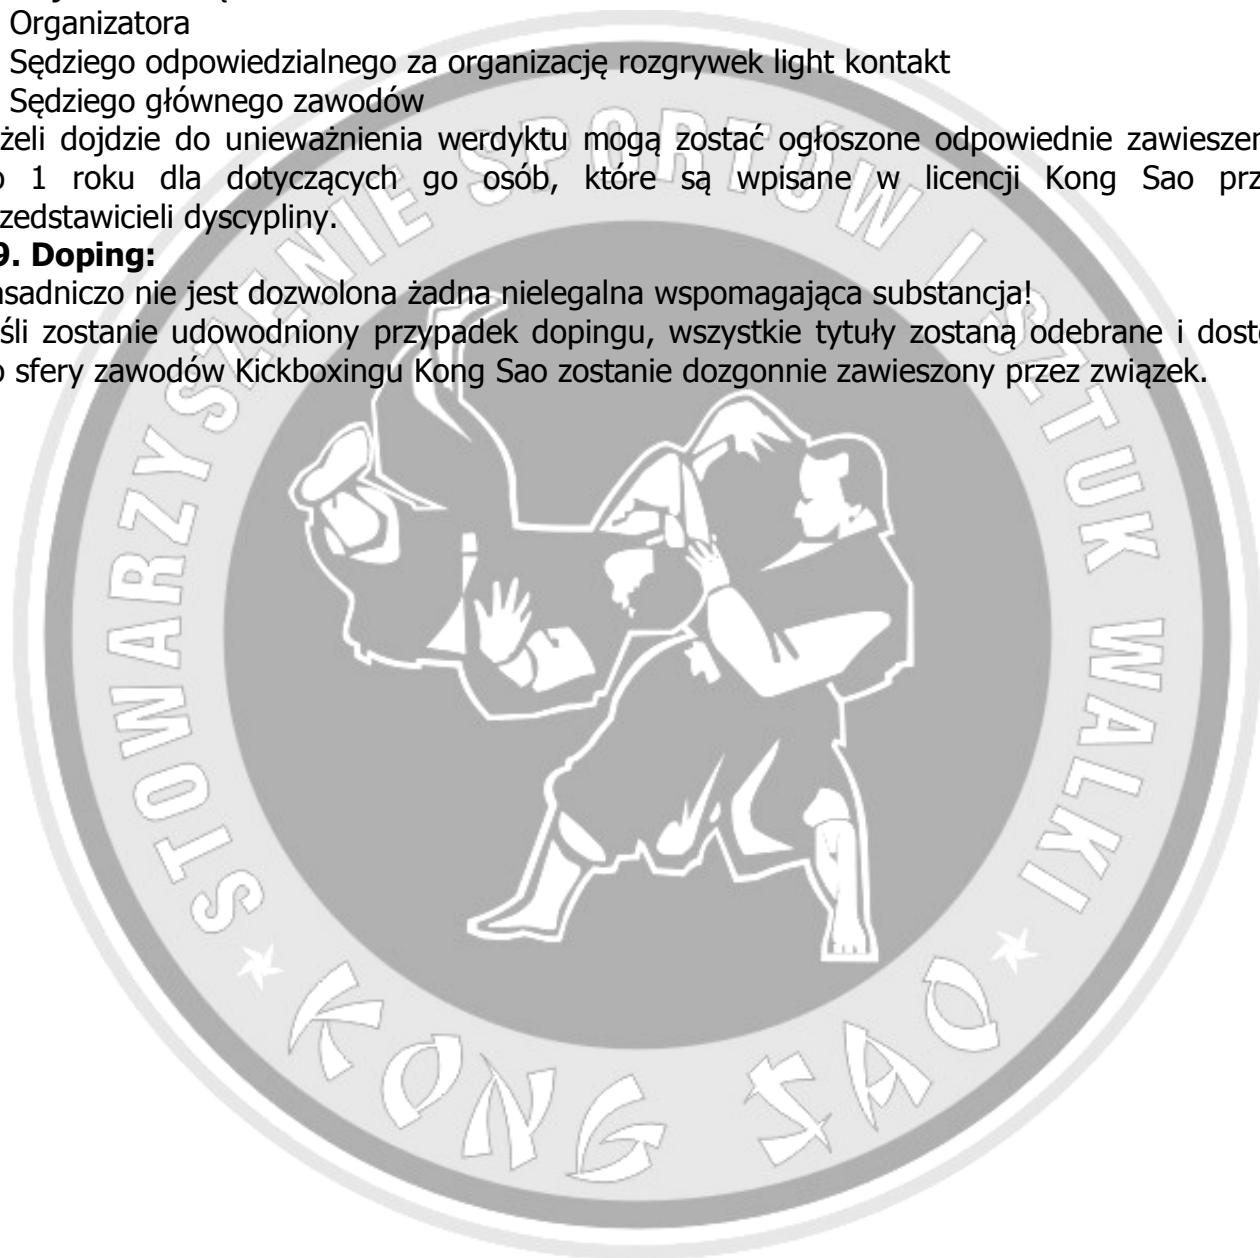 Organizatora
Sędziego odpowiedzialnego za organizację rozgrywek light kontakt
Sędziego głównego zawodów
żeli dojdzie do unieważnienia werdyktu mogą zostać ogłoszone odpowiednie zawieszen
o 1 roku dla dotyczących go osób, które są wpisane w licencji Kong Sao prz
zedstawicieli dyscypliny.
9. Doping:
asadniczo nie jest dozwolona żadna nielegalna wspomagająca substancja!
śli zostanie udowodniony przypadek dopingu, wszystkie tytuły zostaną odebrane i dostę
o sfery zawodów Kickboxingu Kong Sao zostanie dozgonnie zawieszony przez związek.
STOWARZYSZENIE SPORTÓW I SZTUK WALKI
KONG SAO